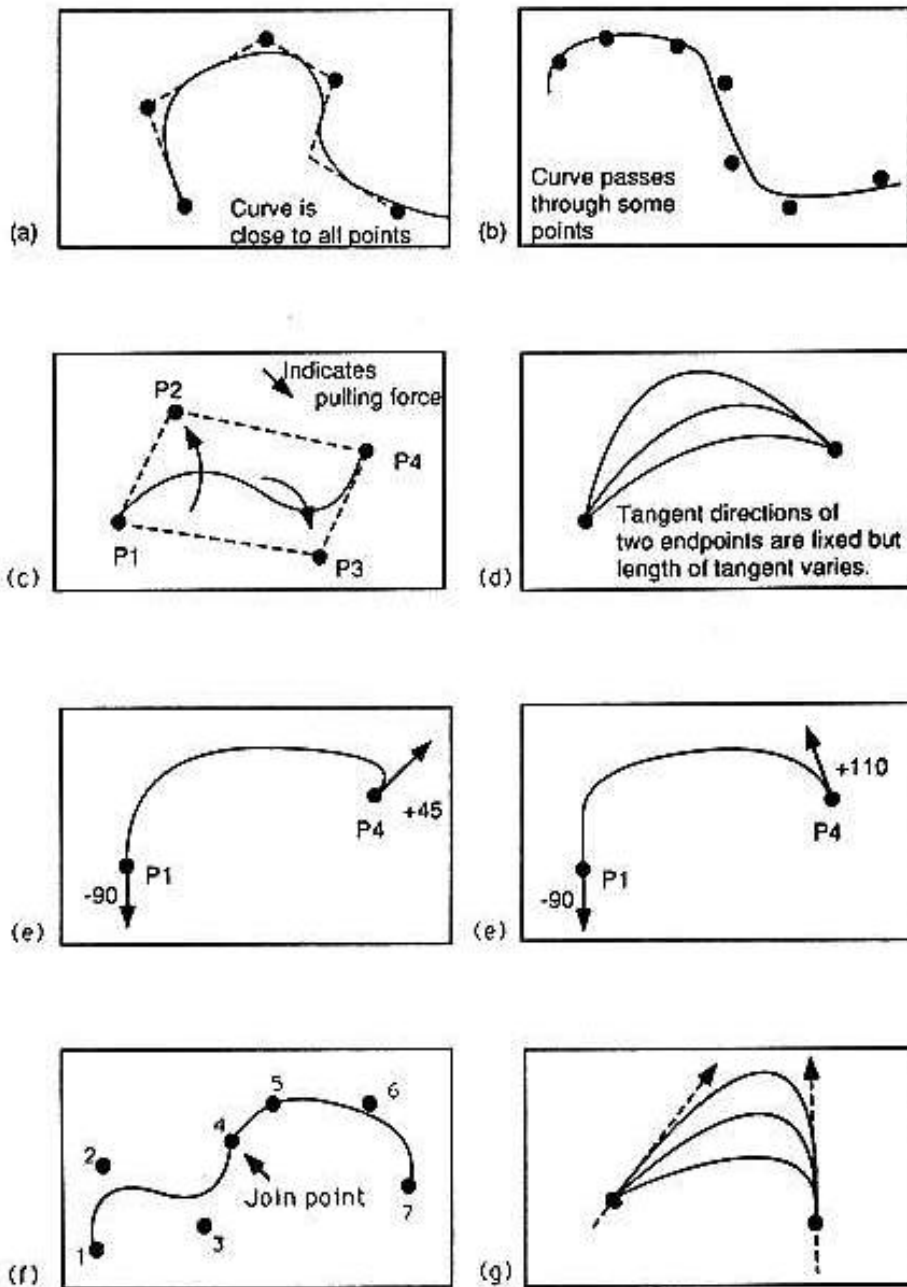 Curve is
close to all points
(a)
Curve passes
through some
points
(b)
Indicates
pulling force
P2
P4
P1
P3
(c)
Tangent directions of
two endpoints are fixed but
length of tangent varies.
(d)
+45
P4
P1
-90
(e)
+110
P4
P1
-90
(e)
5
6
4
2
Join point
7
3
1
(f)
(g)